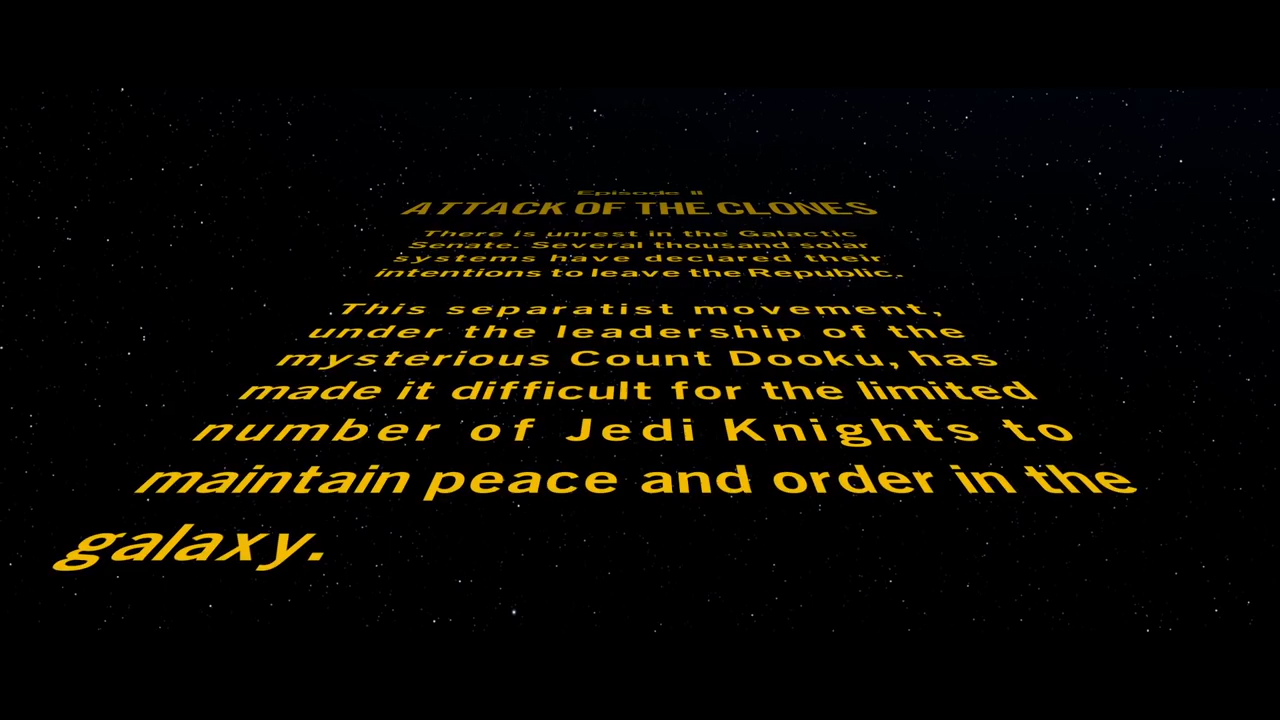 Episode II
ATTACK OF THE CLONES
There is unrest in the Galactic
Senate. Several thousand solar
systems have declared their
intentions to leave the Republic.
This separatist movement,
under the leadership of the
mysterious Count Dooku, has
made it difficult for the limited
number of Jedi Knights to
maintain peace and order in the
galaxy.